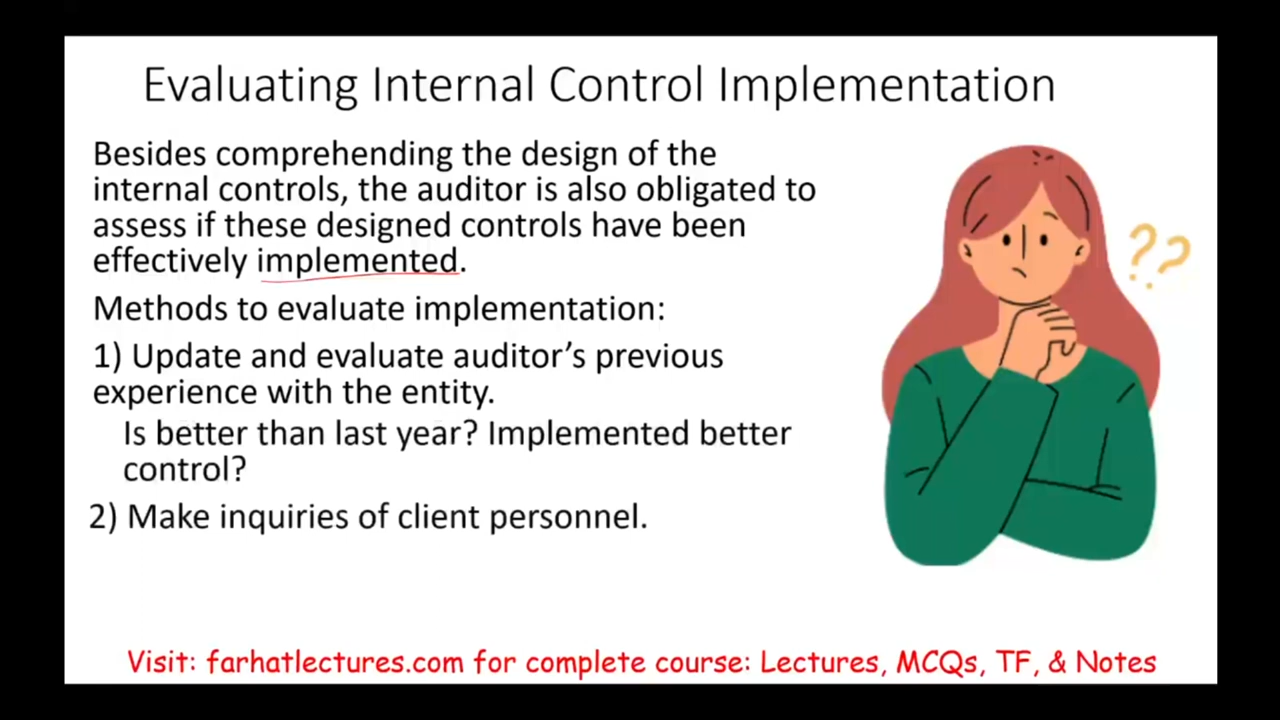 Evaluating Internal Control Implementation
Besides comprehending the design of the
internal controls, the auditor is also obligated to
assess if these designed controls have been
effectively implemented.
Methods to evaluate implementation:
1) Update and evaluate auditor’s previous
experience with the entity.
Is better than last year? Implemented better
control?
2) Make inquiries of client personnel.
??
Visit: farhatlectures.com for complete course: Lectures, MCQs, TF, & Notes